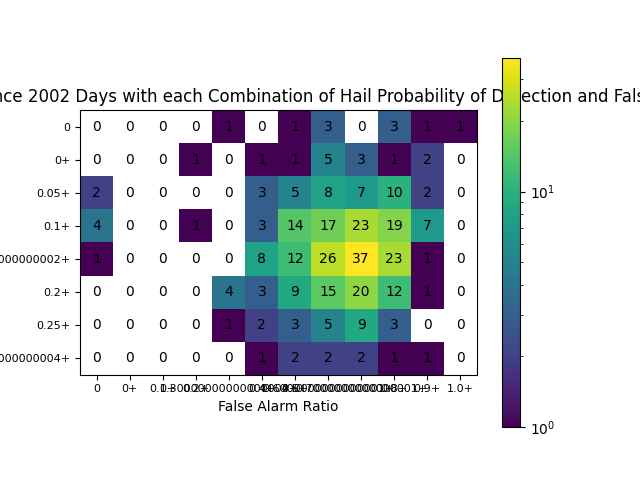 nce 2002 Days with each Combination of Hail Probability of D ection and Fals
0 0 0 0 0 1 0 1 3 0 3 1 1
0+ 0 0 0 1 0 1 1 5 3 1 2 0
0.05+ 2 0 0 0 0 3 5 8 7 10 2 0
0.1+ 4 0 0 1 0 3 14 17 23 19 7 0
000000002+ 1 0 0 0 0 8 12 26 37 23 1 0
0.2+ 0 0 0 0 4 3 9 15 20 12 1 0
0.25+ 0 0 0 0 1 2 3 5 9 3 0 0
000000004+ 0 0 0 0 0 1 2 2 2 1 1 0
0 0+ 0.9+ 1.0+
False Alarm Ratio
10¹
10⁰